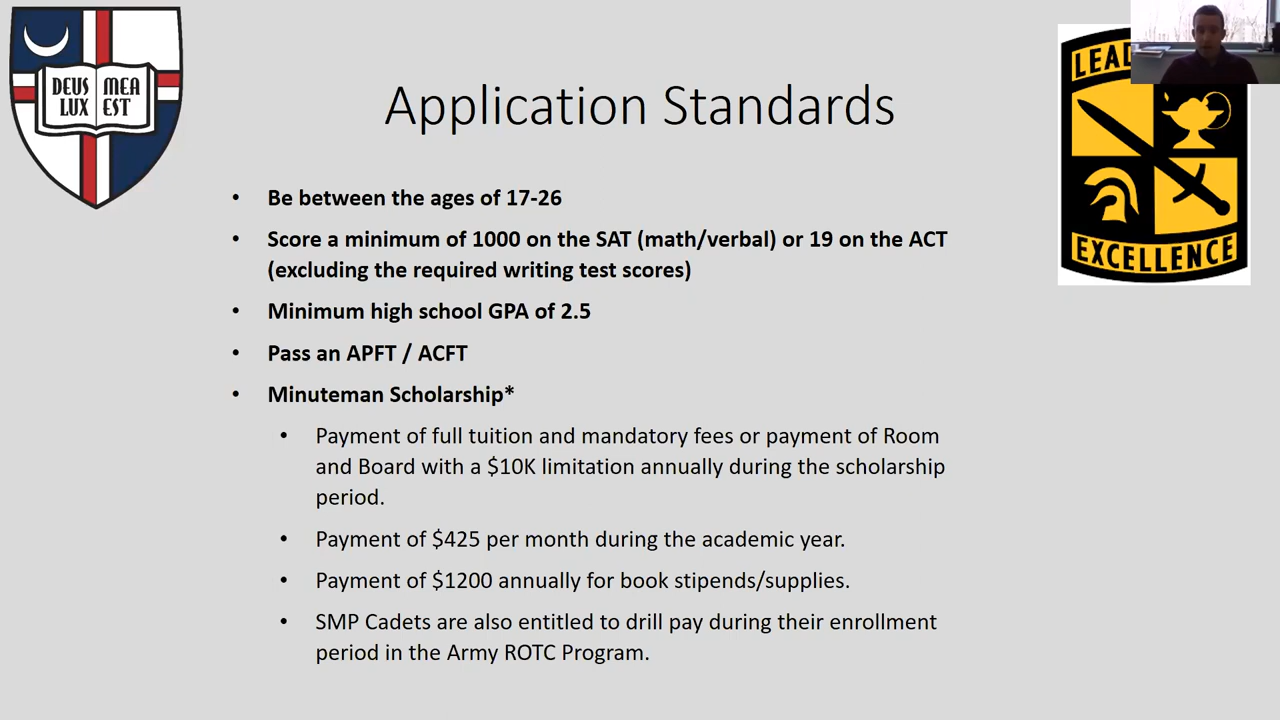 DEUS MEA
LUX EST
LEAD
EXCELLENCE
Application Standards
• Be between the ages of 17-26
• Score a minimum of 1000 on the SAT (math/verbal) or 19 on the ACT
(excluding the required writing test scores)
• Minimum high school GPA of 2.5
• Pass an APFT / ACFT
• Minuteman Scholarship*
• Payment of full tuition and mandatory fees or payment of Room
and Board with a $10K limitation annually during the scholarship
period.
• Payment of $425 per month during the academic year.
• Payment of $1200 annually for book stipends/supplies.
• SMP Cadets are also entitled to drill pay during their enrollment
period in the Army ROTC Program.